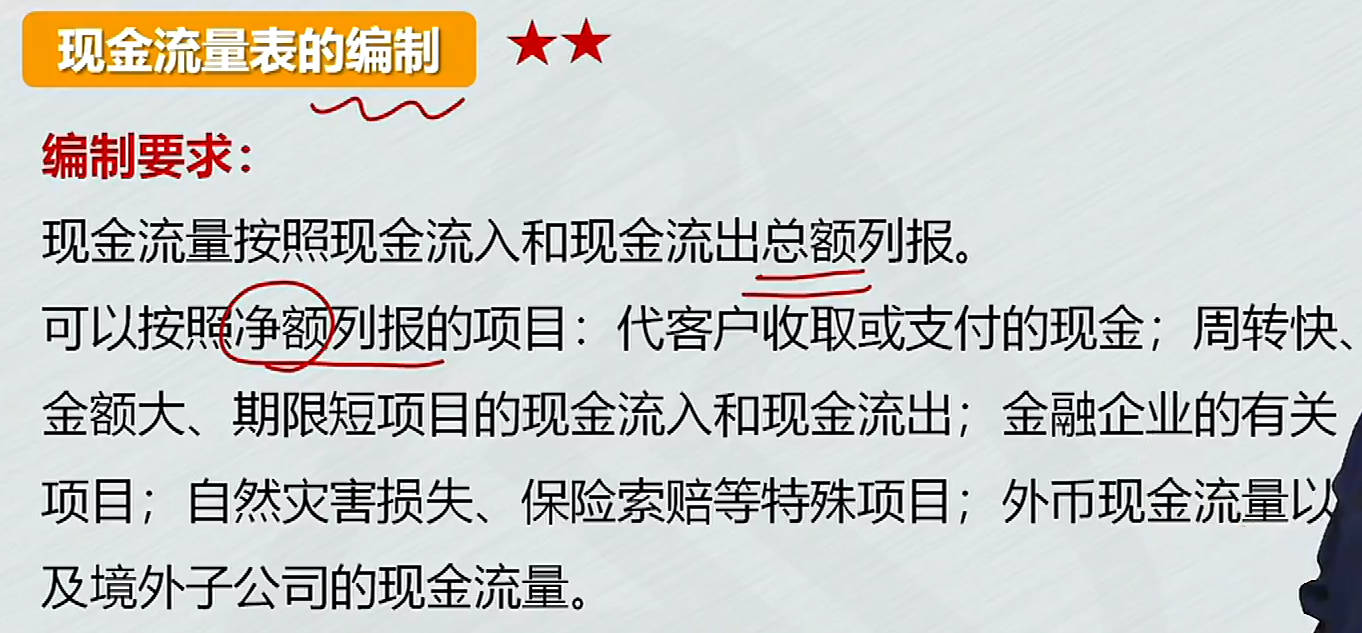 现金流量表的编制
编制要求：
现金流量按照现金流入和现金流出总额列报。
可以按照净额列报的项目：代客户收取或支付的现金；周转快、
金额大、期限短项目的现金流入和现金流出；金融企业的有关
项目；自然灾害损失、保险索赔等特殊项目；外币现金流量以
及境外子公司的现金流量。